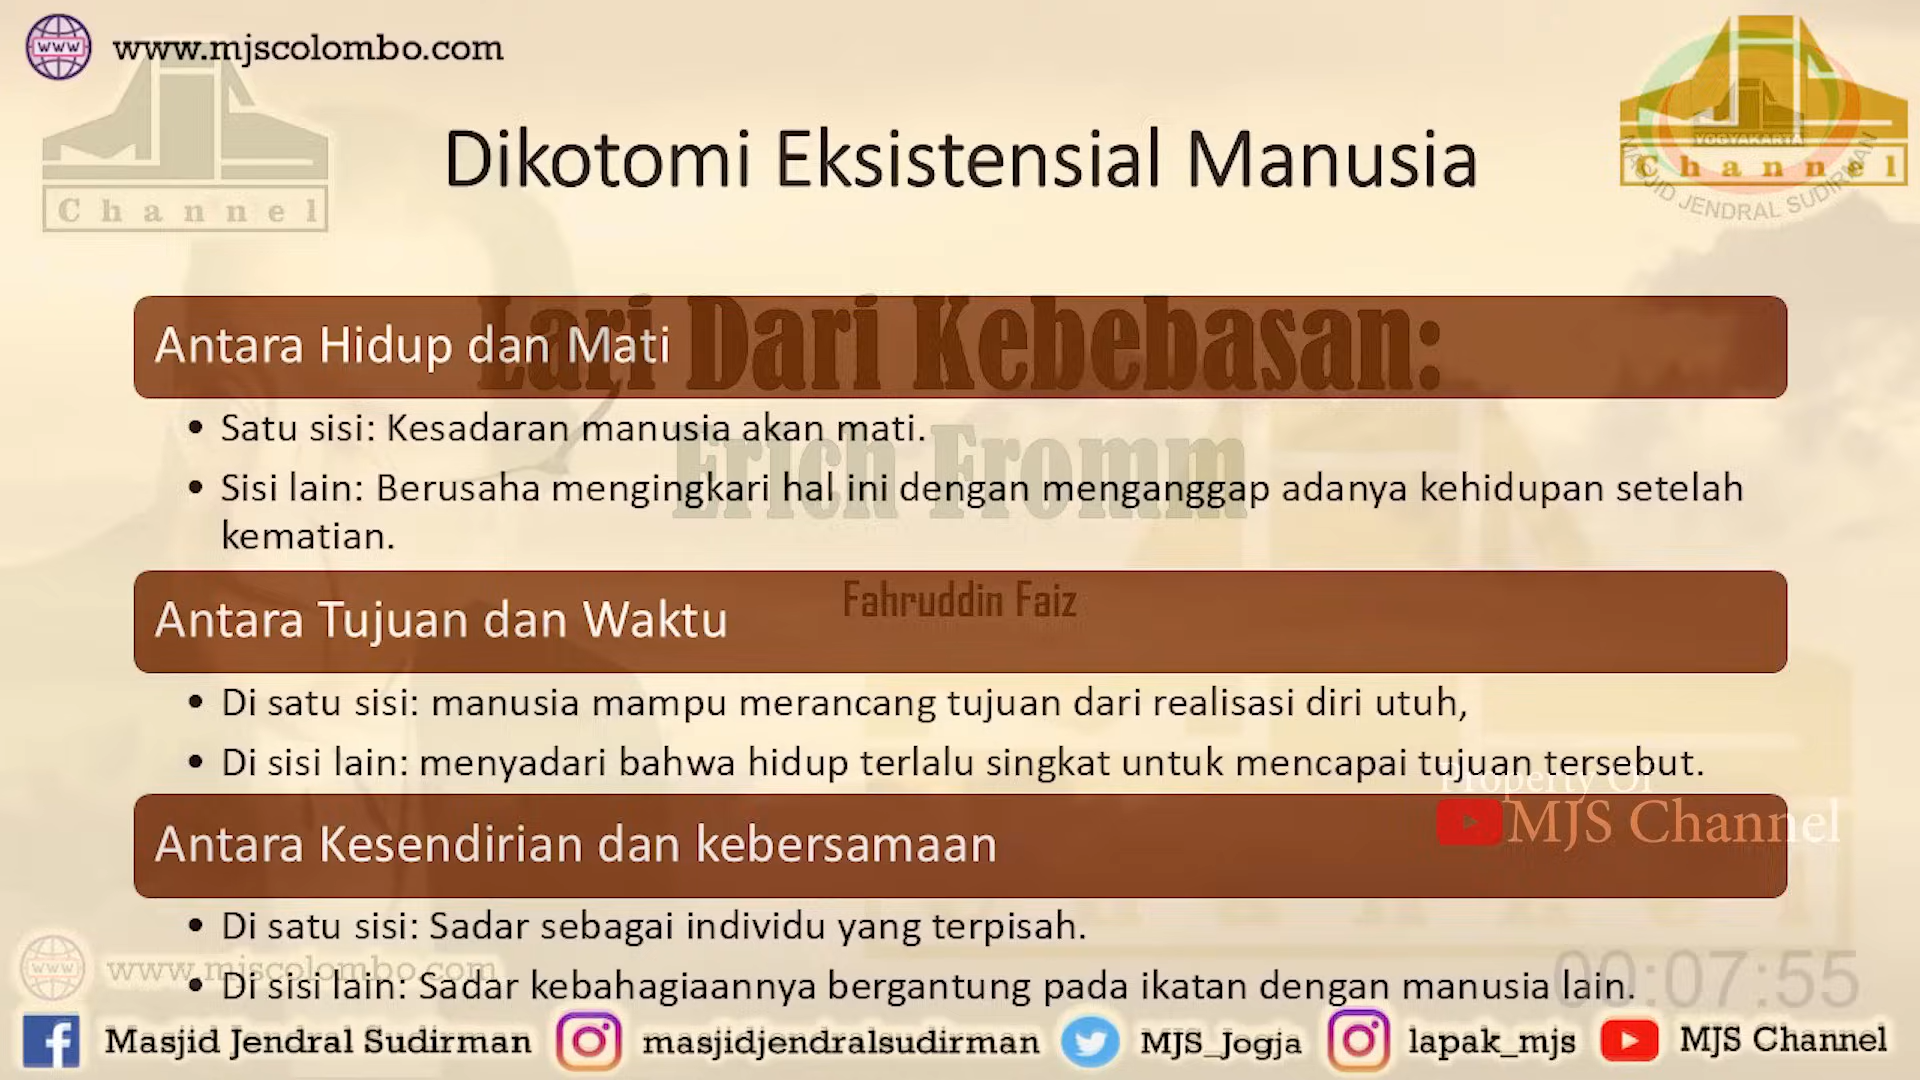 www.mjscolombo.com
Channel
YOGYAKARTA
Channel
MASJID JENDRAL SUDIRMAN
Dikotomi Eksistensial Manusia
Lari Dari Kebebasan:
Antara Hidup dan Mati
• Satu sisi: Kesadaran manusia akan mati.
Erich Fromm
• Sisi lain: Berusaha mengingkari hal ini dengan menganggap adanya kehidupan setelah
kematian.
Fahruddin Faiz
Antara Tujuan dan Waktu
• Di satu sisi: manusia mampu merancang tujuan dari realisasi diri utuh,
• Di sisi lain: menyadari bahwa hidup terlalu singkat untuk mencapai tujuan tersebut.
Property Of
MJS Channel
Antara Kesendirian dan kebersamaan
• Di satu sisi: Sadar sebagai individu yang terpisah.
www.mjscolombo.com
00:07:55
• Di sisi lain: Sadar kebahagiaannya bergantung pada ikatan dengan manusia lain.
Masjid Jendral Sudirman masjidjendralsudirman MJS_Jogja lapak_mjs MJS Channel